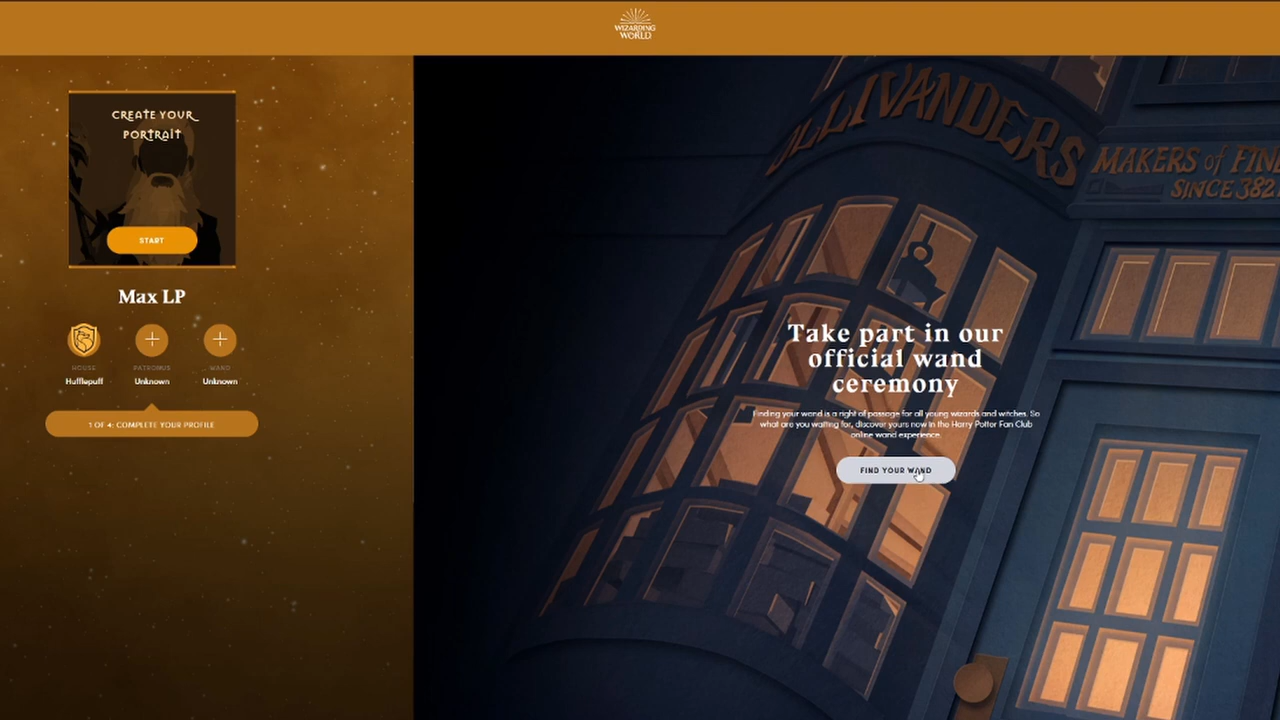 WIZARDING
WORLD
CREATE YOUR
PORTRAIT
START
Max LP
HOUSE
PATRONUS
WAND
Hufflepuff
Unknown
Unknown
1 OF 4: COMPLETE YOUR PROFILE
OLLIVANDERS
MAKERS of FIN
SINCE 382
Take part in our
official wand
ceremony
Finding your wand is a right of passage for all young wizards and witches. So
what are you waiting for, discover yours now in the Harry Potter Fan Club
online wand experience.
FIND YOUR WAND